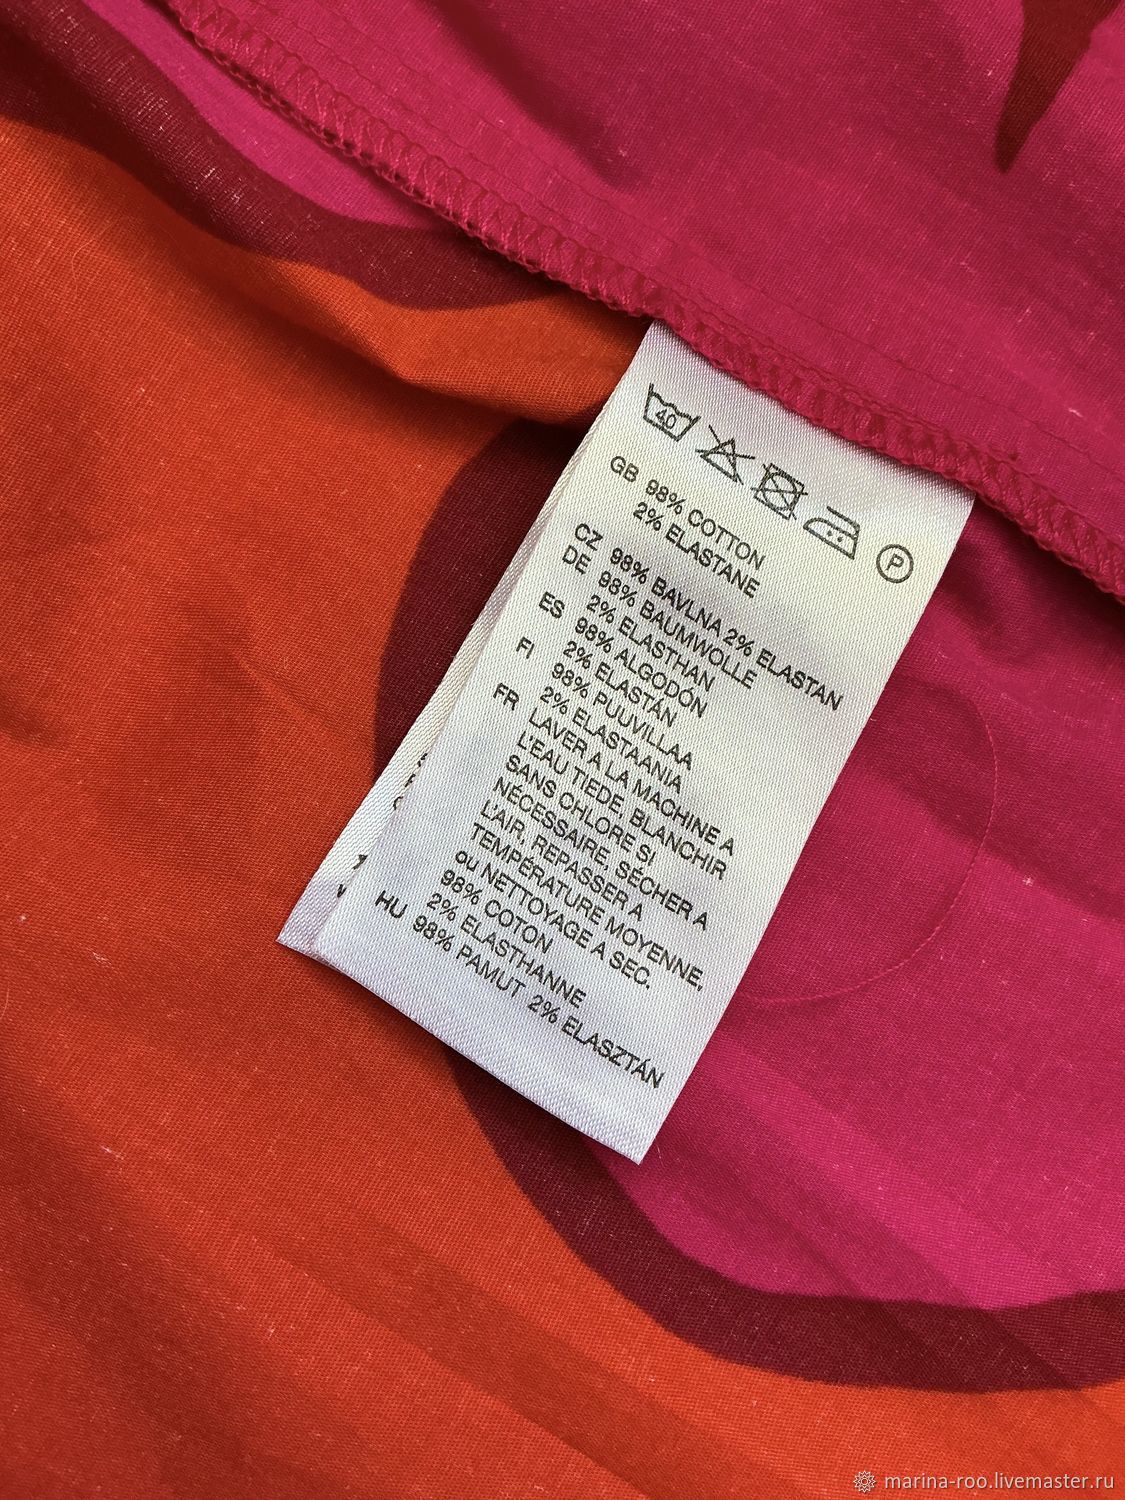 40
P
GB 98% COTTON
2% ELASTANE
CZ 98% BAVLNA 2% ELASTAN
DE 98% BAUMWOLLE
2% ELASTHAN
ES 98% ALGODÓN
2% ELASTÁN
FI 98% PUUVILLAA
2% ELASTAANIA
FR LAVER A LA MACHINE A
L'EAU TIEDE, BLANCHIR
SANS CHLORE SI
NÉCESSAIRE, SÉCHER A
L'AIR, REPASSER A
TEMPÉRATURE MOYENNE,
ou NETTOYAGE A SEC.
98% COTON
2% ELASTHANNE
HU 98% PAMUT 2% ELASZTÁN
marina-roo.livemaster.ru